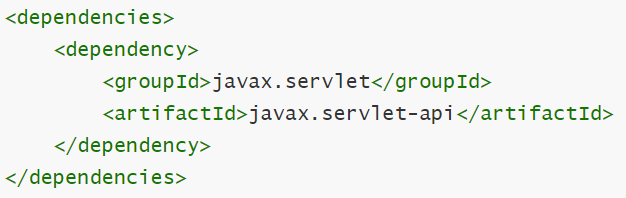 <dependencies>
    <dependency>
        <groupId>javax.servlet</groupId>
        <artifactId>javax.servlet-api</artifactId>
    </dependency>
</dependencies>